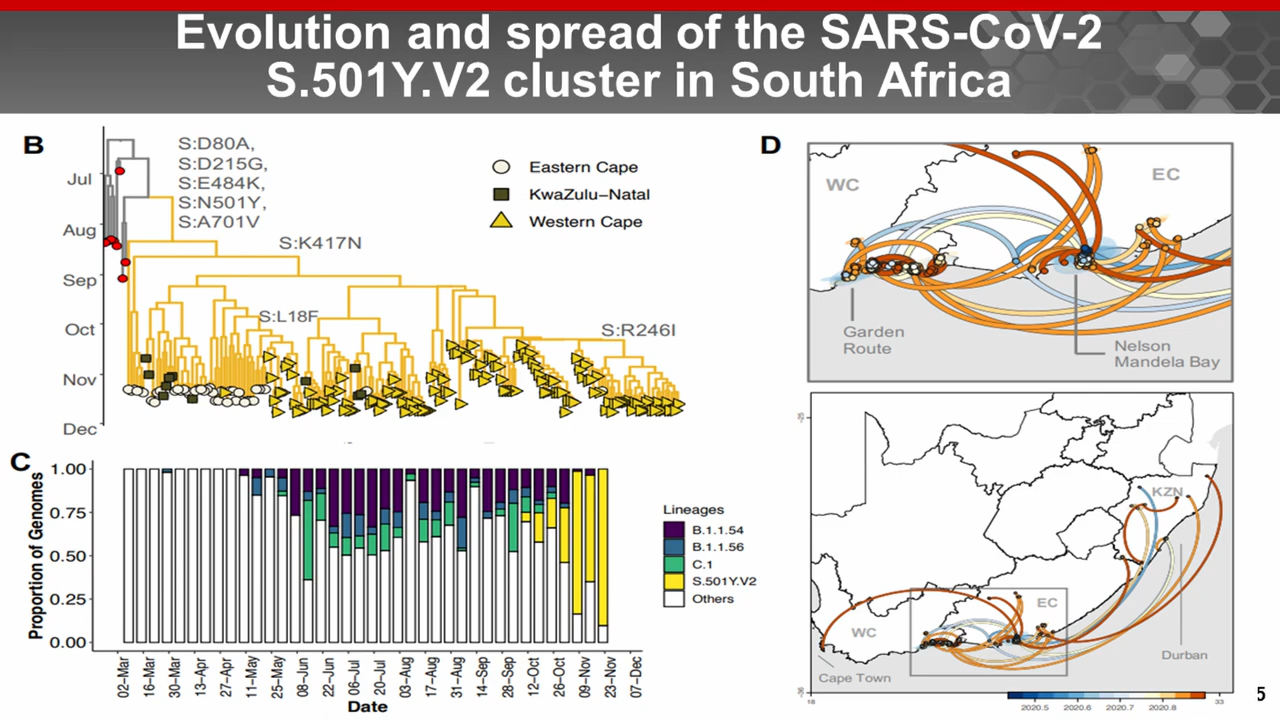 Evolution and spread of the SARS-CoV-2
S.501Y.V2 cluster in South Africa
B
S:D80A,
S:D215G,
S:E484K,
S:N501Y,
S:A701V
S:K417N
S:L18F
S:R246I
Eastern Cape
KwaZulu–Natal
Western Cape
Jul
Aug
Sep
Oct
Nov
Dec
C
Proportion of Genomes
1.00
0.75
0.50
0.25
0.00
02-Mar
16-Mar
30-Mar
13-Apr
27-Apr
11-May
25-May
08-Jun
22-Jun
06-Jul
20-Jul
03-Aug
17-Aug
31-Aug
14-Sep
28-Sep
12-Oct
26-Oct
09-Nov
23-Nov
07-Dec
Date
Lineages
B.1.1.54
B.1.1.56
C.1
S.501Y.V2
Others
D
WC
EC
Garden
Route
Nelson
Mandela Bay
KZN
EC
WC
Durban
Cape Town
18
2020.5
2020.6
2020.7
2020.8
33
5